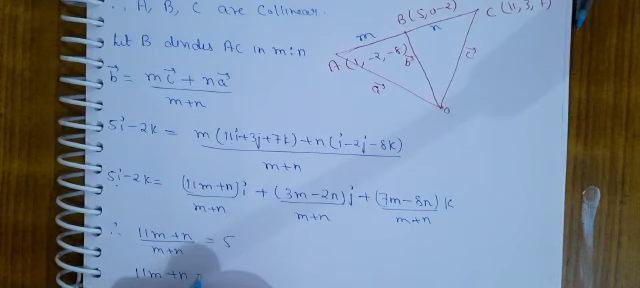 ∴ A, B, C are Collinear.
Let B divides AC in m:n
b⃗ = (mc⃗ + na⃗)/(m+n)
5i-2k = (m(11i+3j+7k)+n(i-2j-8k))/(m+n)
5i-2k = (11m+n)/(m+n) i + (3m-2n)/(m+n) j + (7m-8n)/(m+n) k
∴ (11m+n)/(m+n) = 5
11m+n =
B(5,0-2)
C(11,3,7)
m
n
A(1,-2,-8)
b⃗
c⃗
a⃗
O